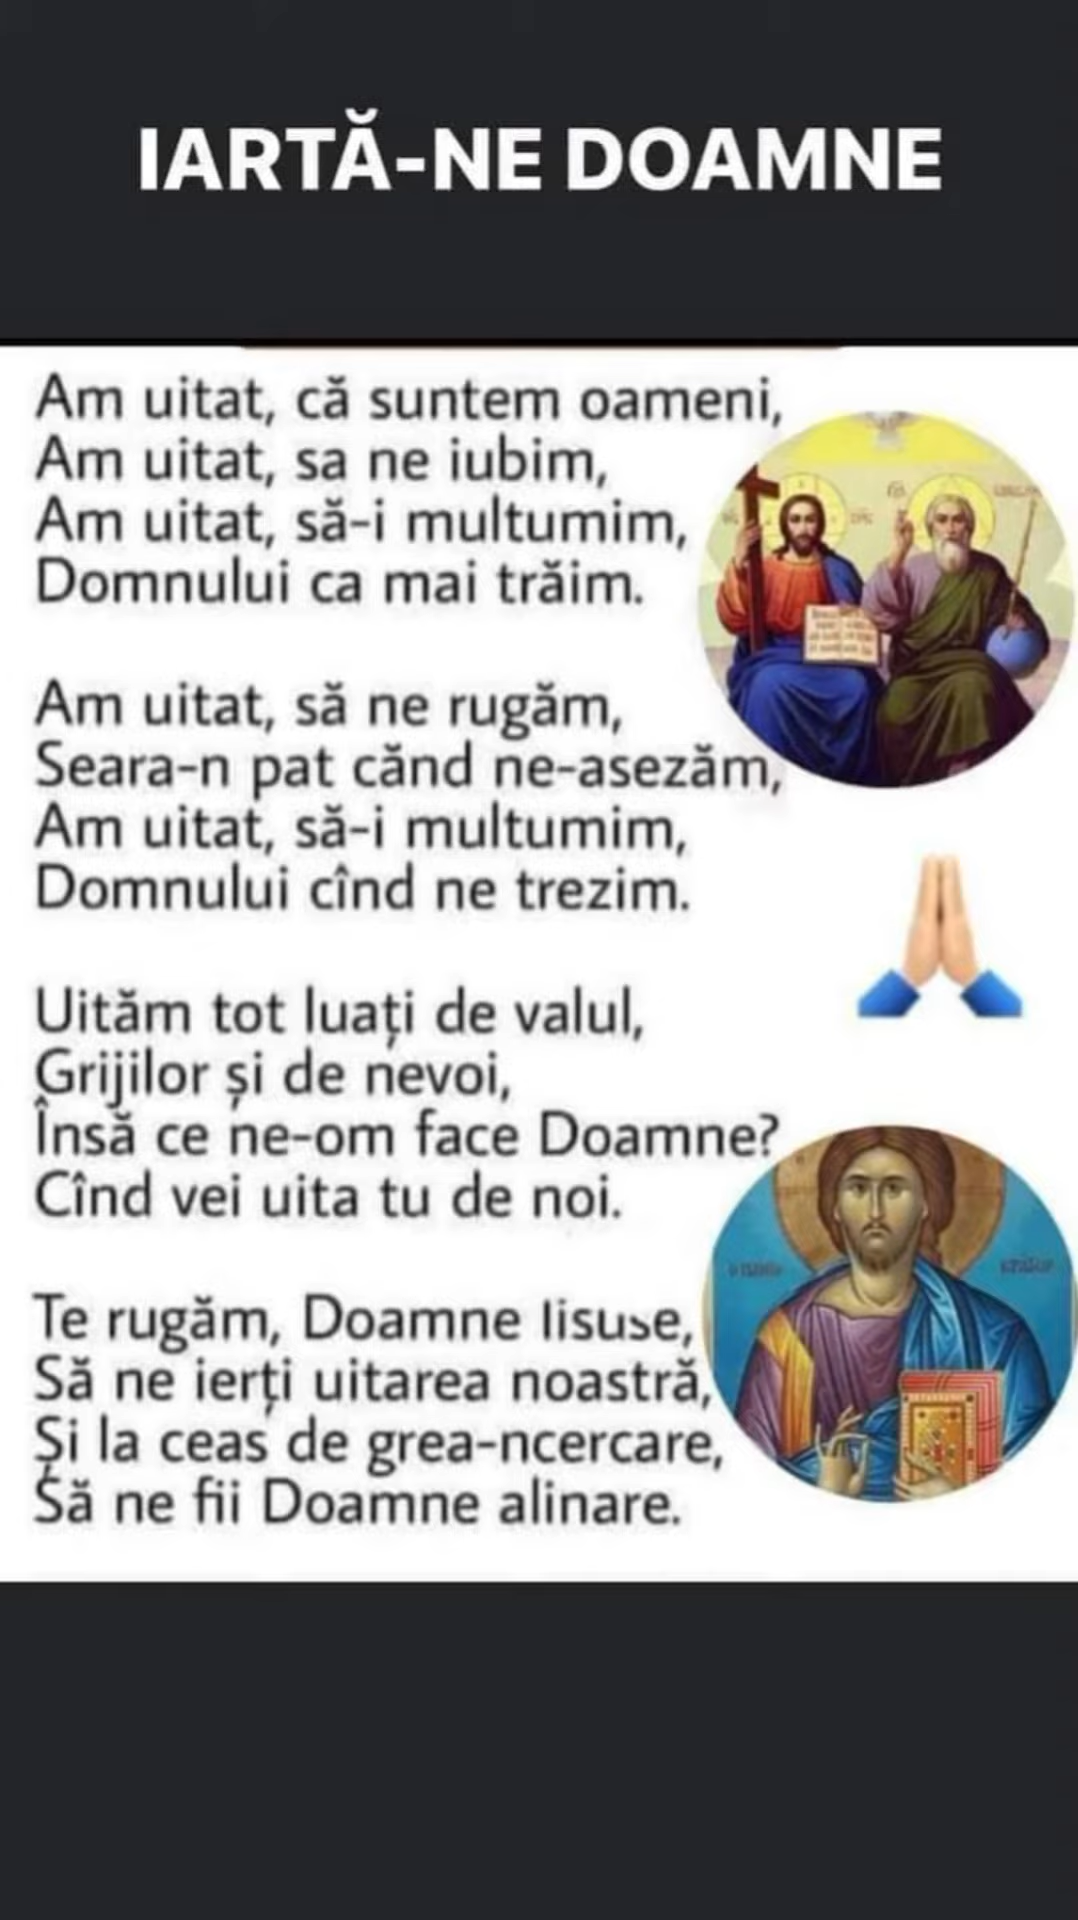 IARTĂ-NE DOAMNE
Am uitat, că suntem oameni,
Am uitat, sa ne iubim,
Am uitat, să-i multumim,
Domnului ca mai trăim.
Am uitat, să ne rugăm,
Seara-n pat cănd ne-asezăm,
Am uitat, să-i multumim,
Domnului cînd ne trezim.
Uităm tot luați de valul,
Grijilor și de nevoi,
Însă ce ne-om face Doamne?
Cînd vei uita tu de noi.
Te rugăm, Doamne Iisuse,
Să ne ierți uitarea noastră,
Și la ceas de grea-ncercare,
Să ne fii Doamne alinare.